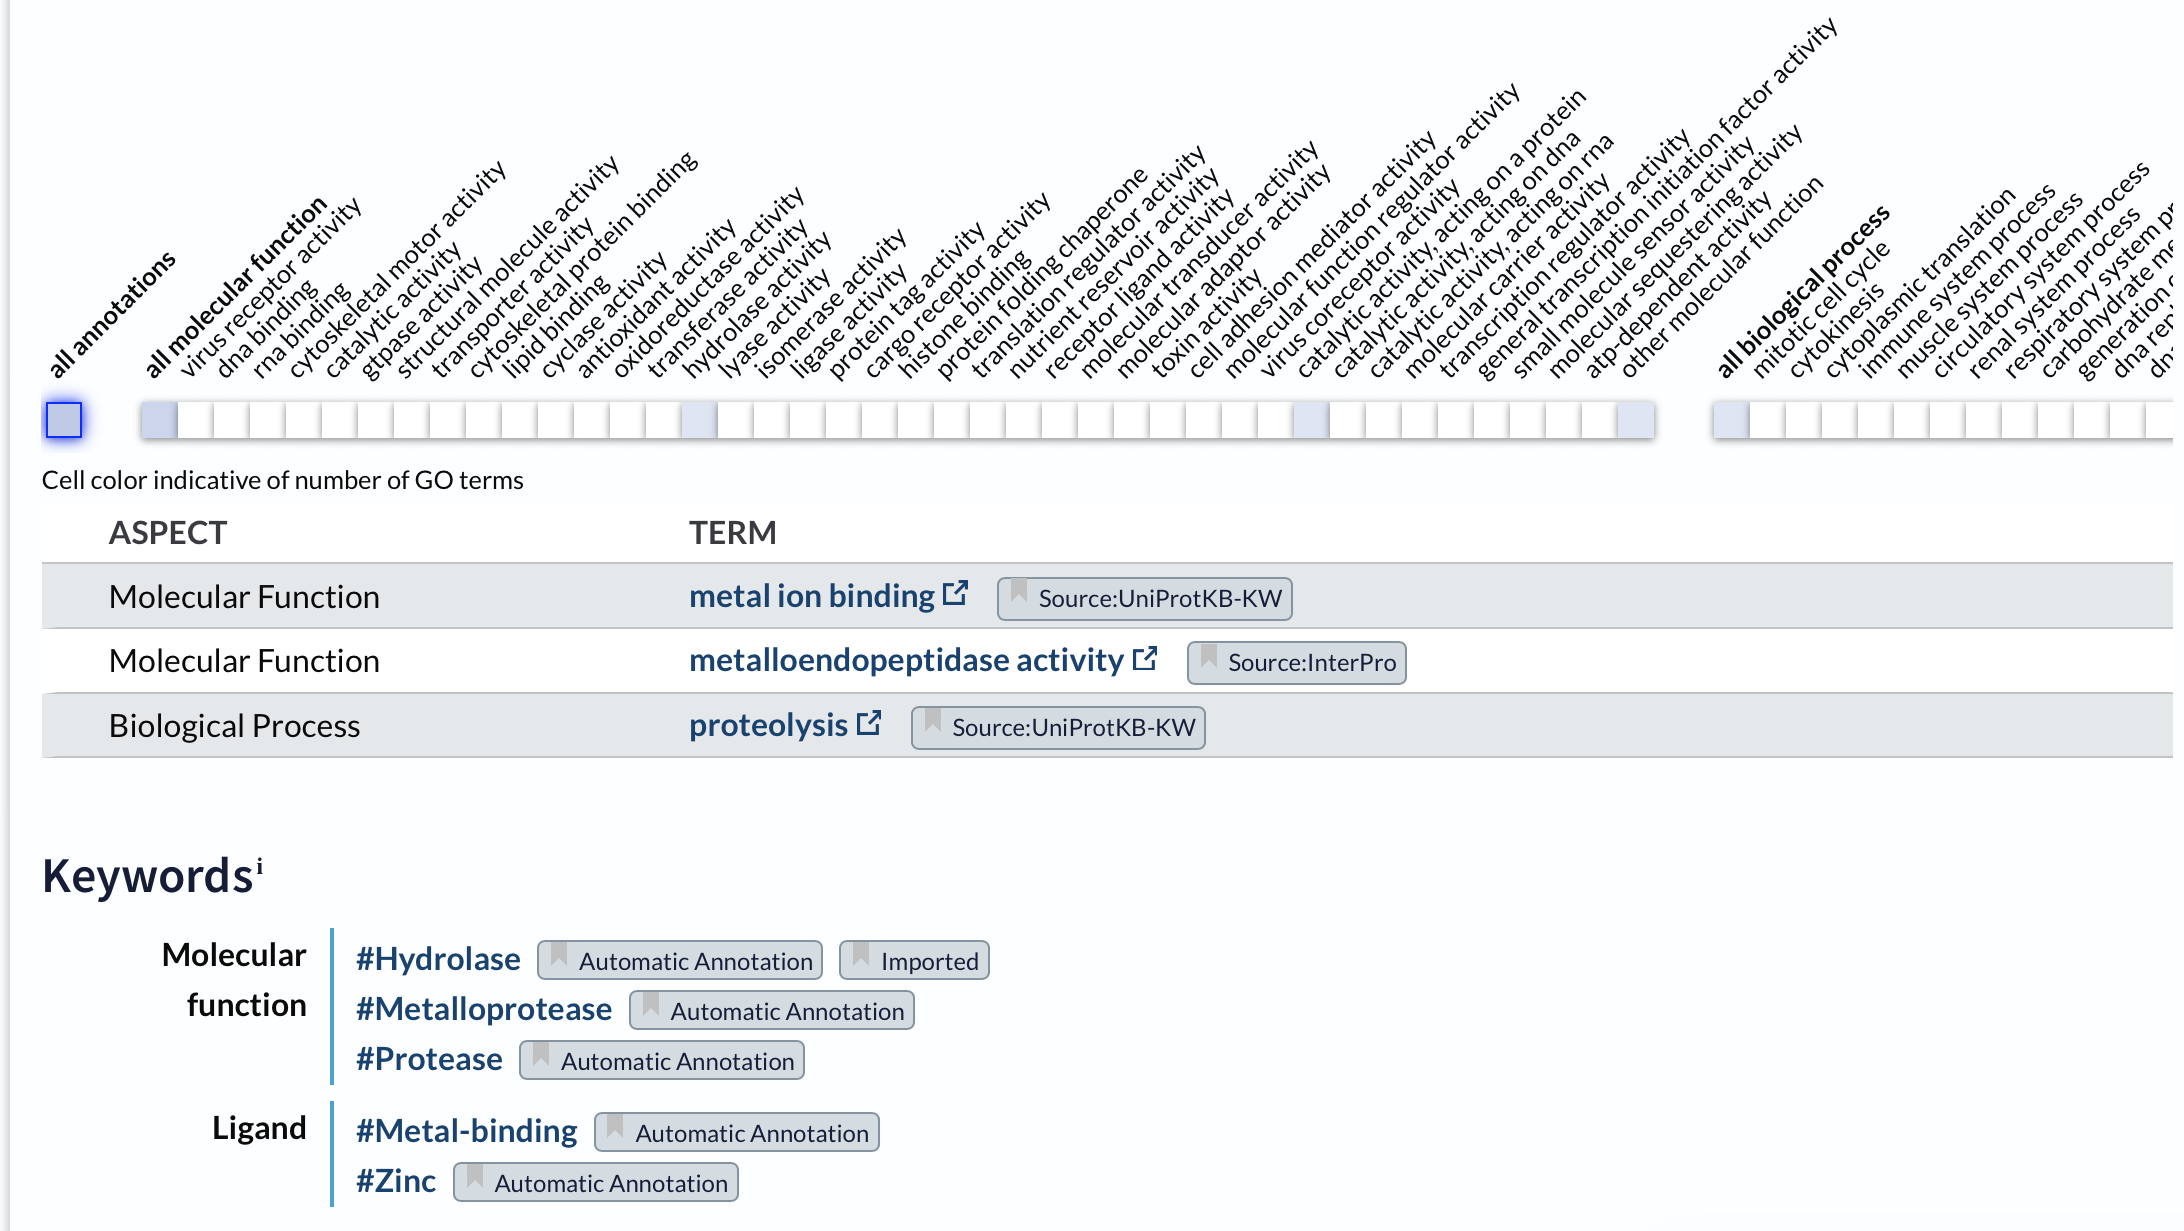 all annotations
all molecular function
virus receptor activity
dna binding
rna binding
cytoskeletal motor activity
catalytic activity
gtpase activity
structural molecule activity
transporter activity
cytoskeletal protein binding
lipid binding
cyclase activity
antioxidant activity
oxidoreductase activity
transferase activity
hydrolase activity
lyase activity
isomerase activity
ligase activity
protein tag activity
cargo receptor activity
histone binding
protein folding chaperone
translation regulator activity
nutrient reservoir activity
receptor ligand activity
molecular transducer activity
molecular adaptor activity
toxin activity
cell adhesion mediator activity
molecular function regulator activity
virus coreceptor activity
catalytic activity, acting on a protein
catalytic activity, acting on dna
catalytic activity, acting on rna
molecular carrier activity
transcription regulator activity
general transcription initiation factor activity
small molecule sensor activity
molecular sequestering activity
atp-dependent activity
other molecular function
all biological process
mitotic cell cycle
cytokinesis
cytoplasmic translation
immune system process
muscle system process
circulatory system process
renal system process
respiratory system
carbohydrate
generation
dna
Cell color indicative of number of GO terms
ASPECT TERM
Molecular Function metal ion binding Source:UniProtKB-KW
Molecular Function metalloendopeptidase activity Source:InterPro
Biological Process proteolysis Source:UniProtKB-KW
Keywords i
Molecular function
#Hydrolase Automatic Annotation Imported
#Metalloprotease Automatic Annotation
#Protease Automatic Annotation
Ligand #Metal-binding Automatic Annotation
#Zinc Automatic Annotation